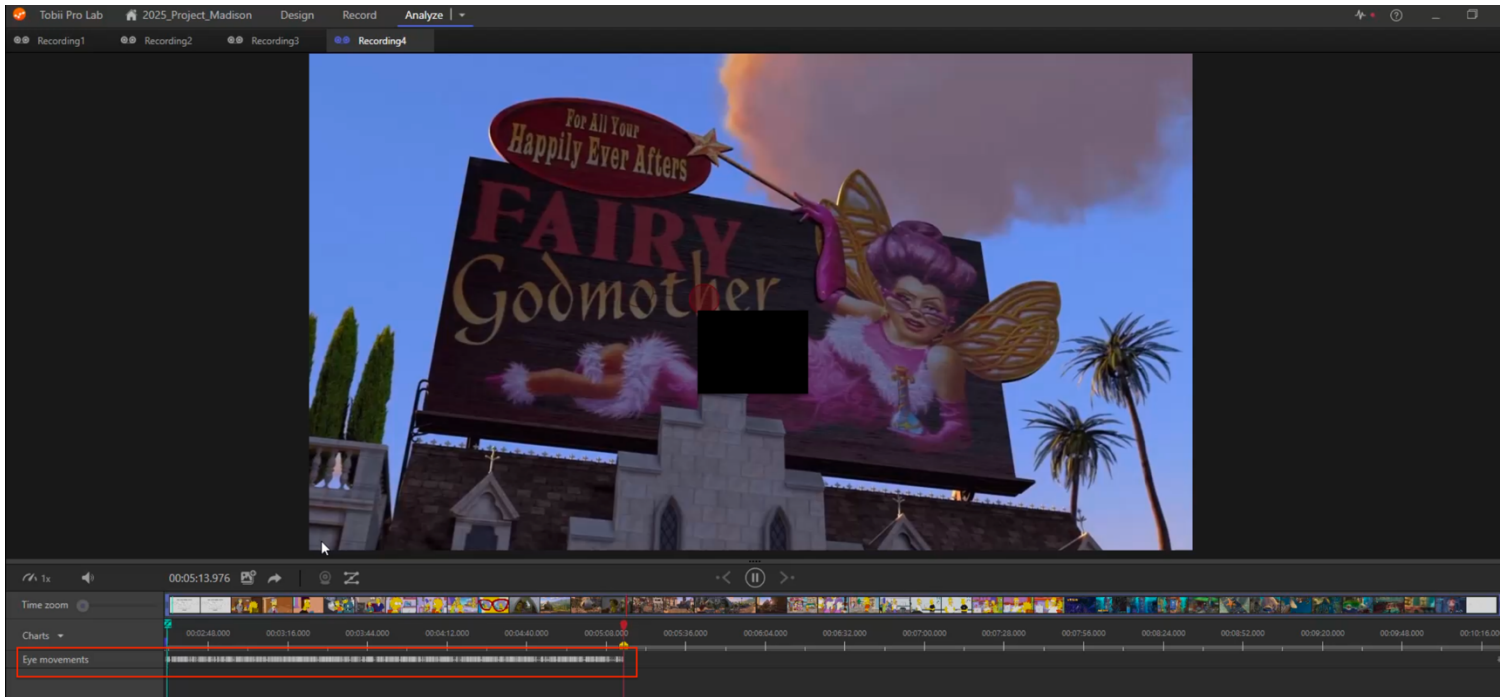 Tobii Pro Lab
2025_Project_Madison
Design
Record
Analyze
Recording1
Recording2
Recording3
Recording4
For All Your
Happily Ever Afters
FAIRY
Godmother
1x
00:05:13.976
Time zoom
Charts
00:02:48.000 00:03:16.000 00:03:44.000 00:04:12.000 00:04:40.000 00:05:08.000 00:05:36.000 00:06:04.000 00:06:32.000 00:07:00.000 00:07:28.000 00:07:56.000 00:08:24.000 00:08:52.000 00:09:20.000 00:09:48.000 00:10:16.00
Eye movements